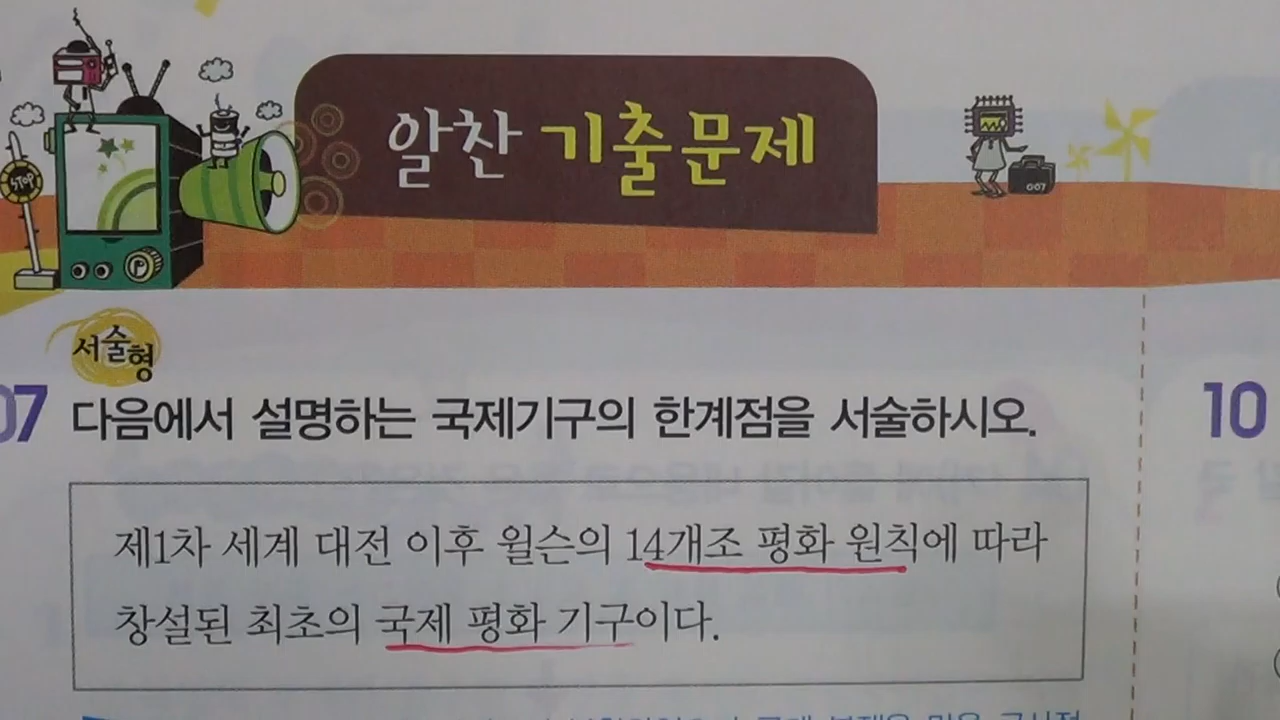 알찬 기출문제
STOP
P
007
서술형
07 다음에서 설명하는 국제기구의 한계점을 서술하시오.
제1차 세계 대전 이후 윌슨의 14개조 평화 원칙에 따라
창설된 최초의 국제 평화 기구이다.
10